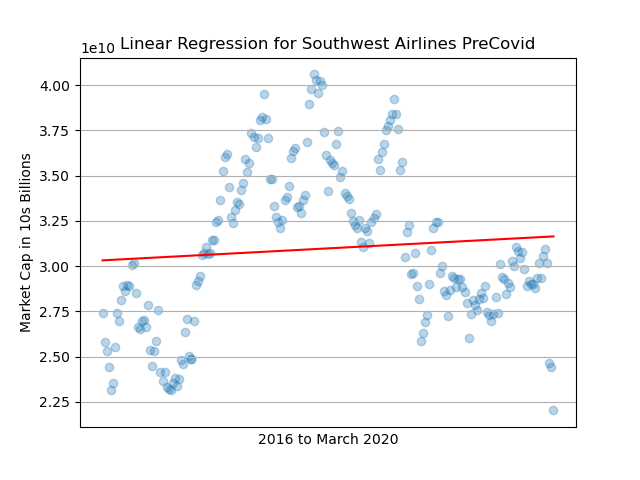 Linear Regression for Southwest Airlines PreCovid
1e10
4.00
3.75
3.50
3.25
3.00
2.75
2.50
2.25
Market Cap in 10s Billions
2016 to March 2020